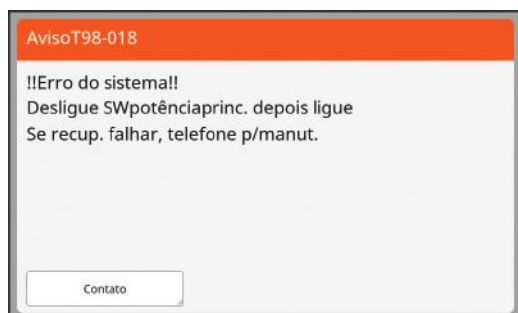 AvisoT98-018
!!Erro do sistema!!
Desligue SWpotênciaprinc. depois ligue
Se recup. falhar, telefone p/manut.
Contato